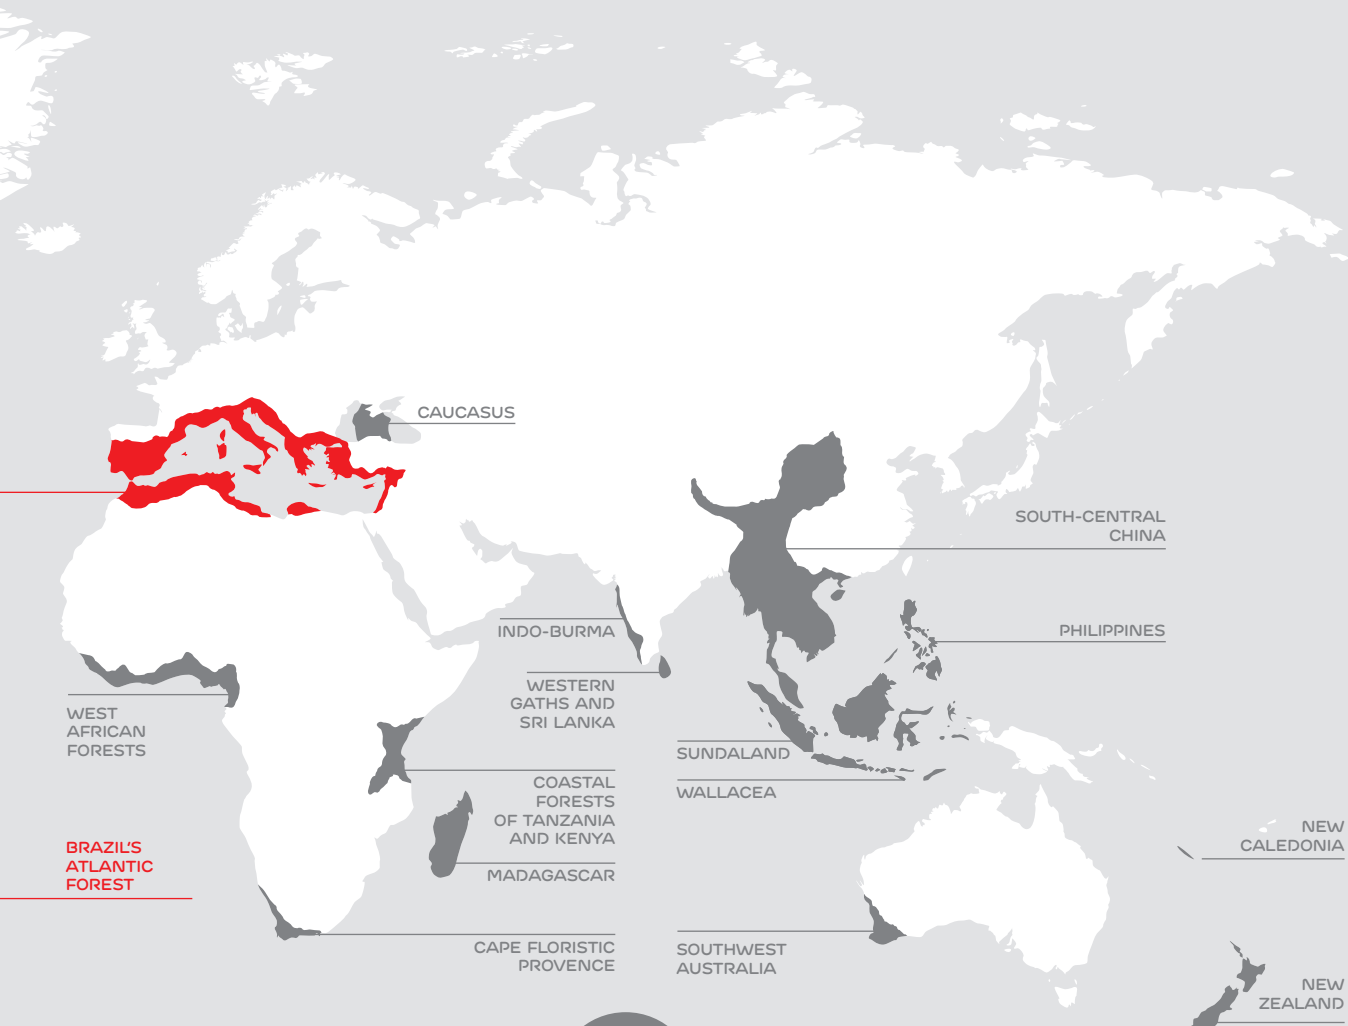 CAUCASUS
SOUTH-CENTRAL
CHINA
INDO-BURMA
PHILIPPINES
WESTERN
GATHS AND
SRI LANKA
WEST
AFRICAN
FORESTS
SUNDALAND
COASTAL
FORESTS
OF TANZANIA
AND KENYA
WALLACEA
NEW
CALEDONIA
BRAZIL'S
ATLANTIC
FOREST
MADAGASCAR
CAPE FLORISTIC
PROVENCE
SOUTHWEST
AUSTRALIA
NEW
ZEALAND